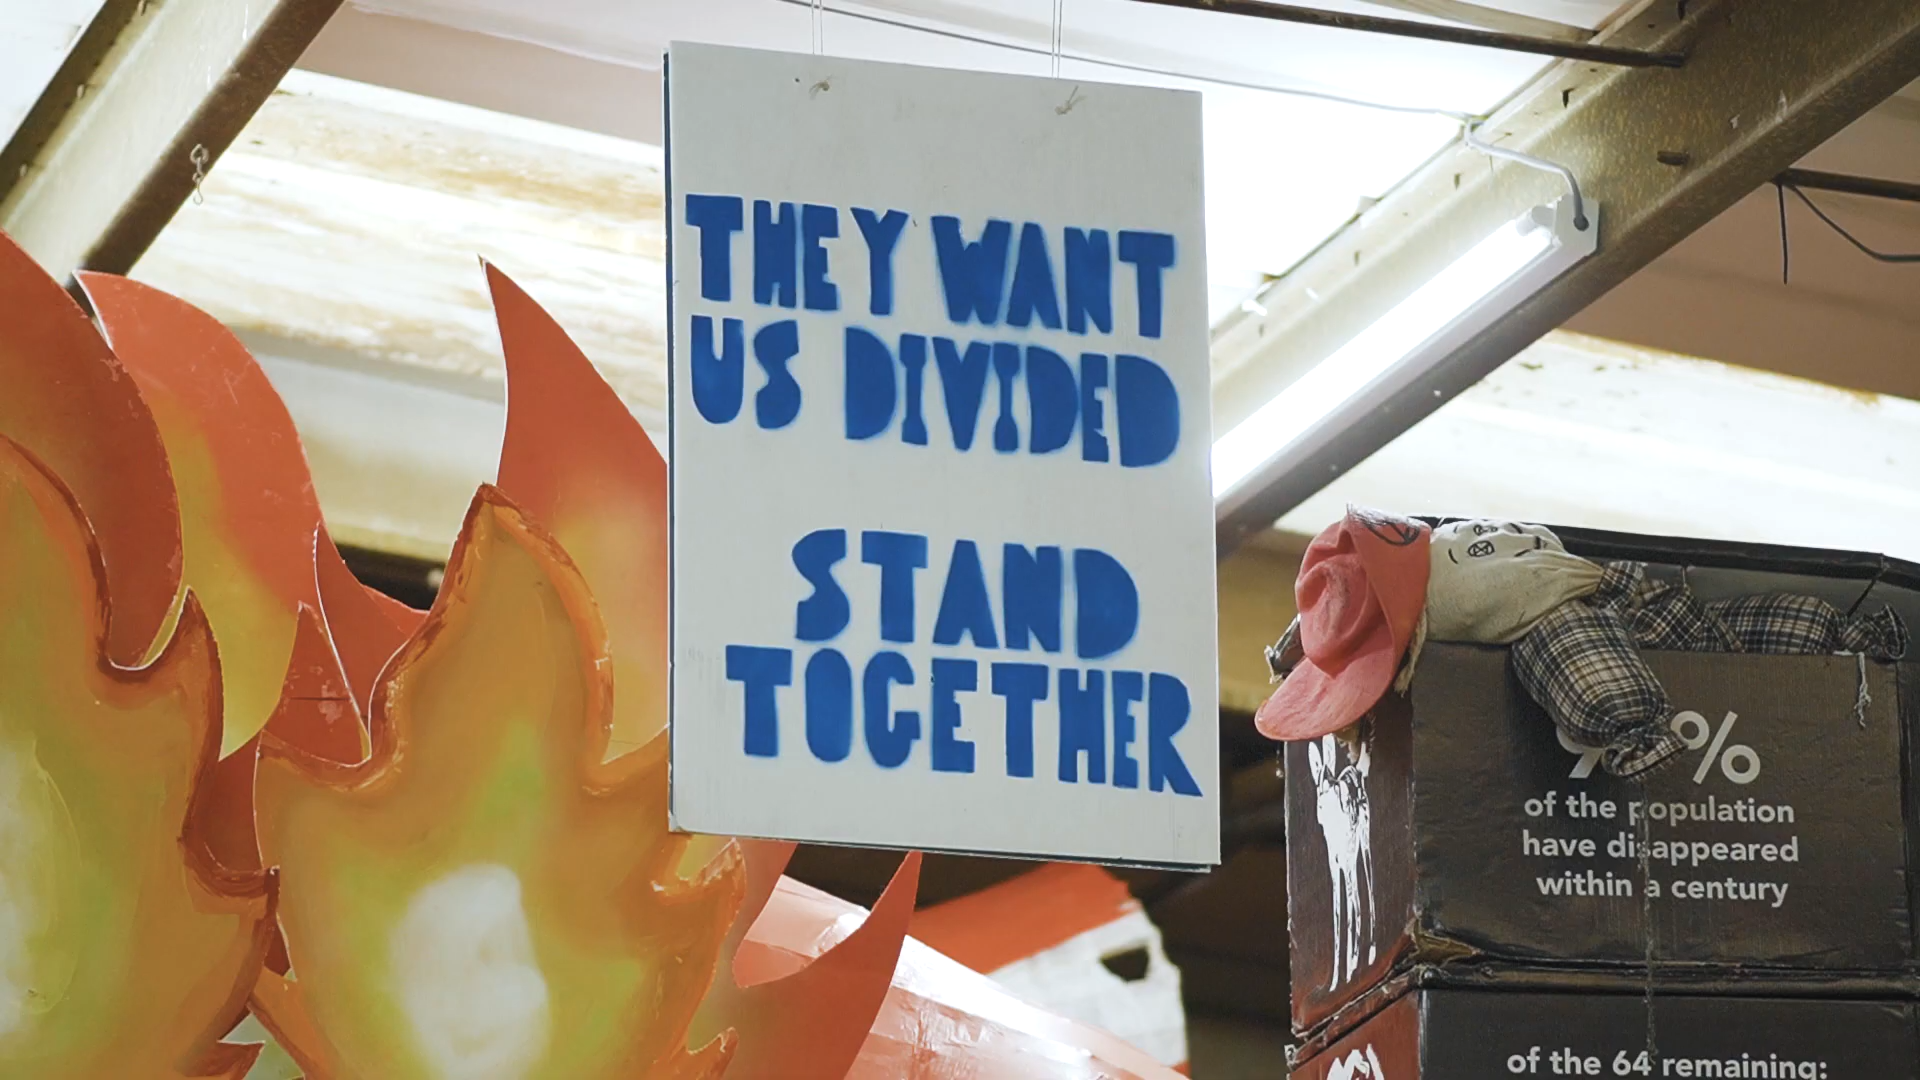 THEY WANT
US DIVIDED
STAND
TOGETHER
%
of the population
have disappeared
within a century
of the 64 remaining: